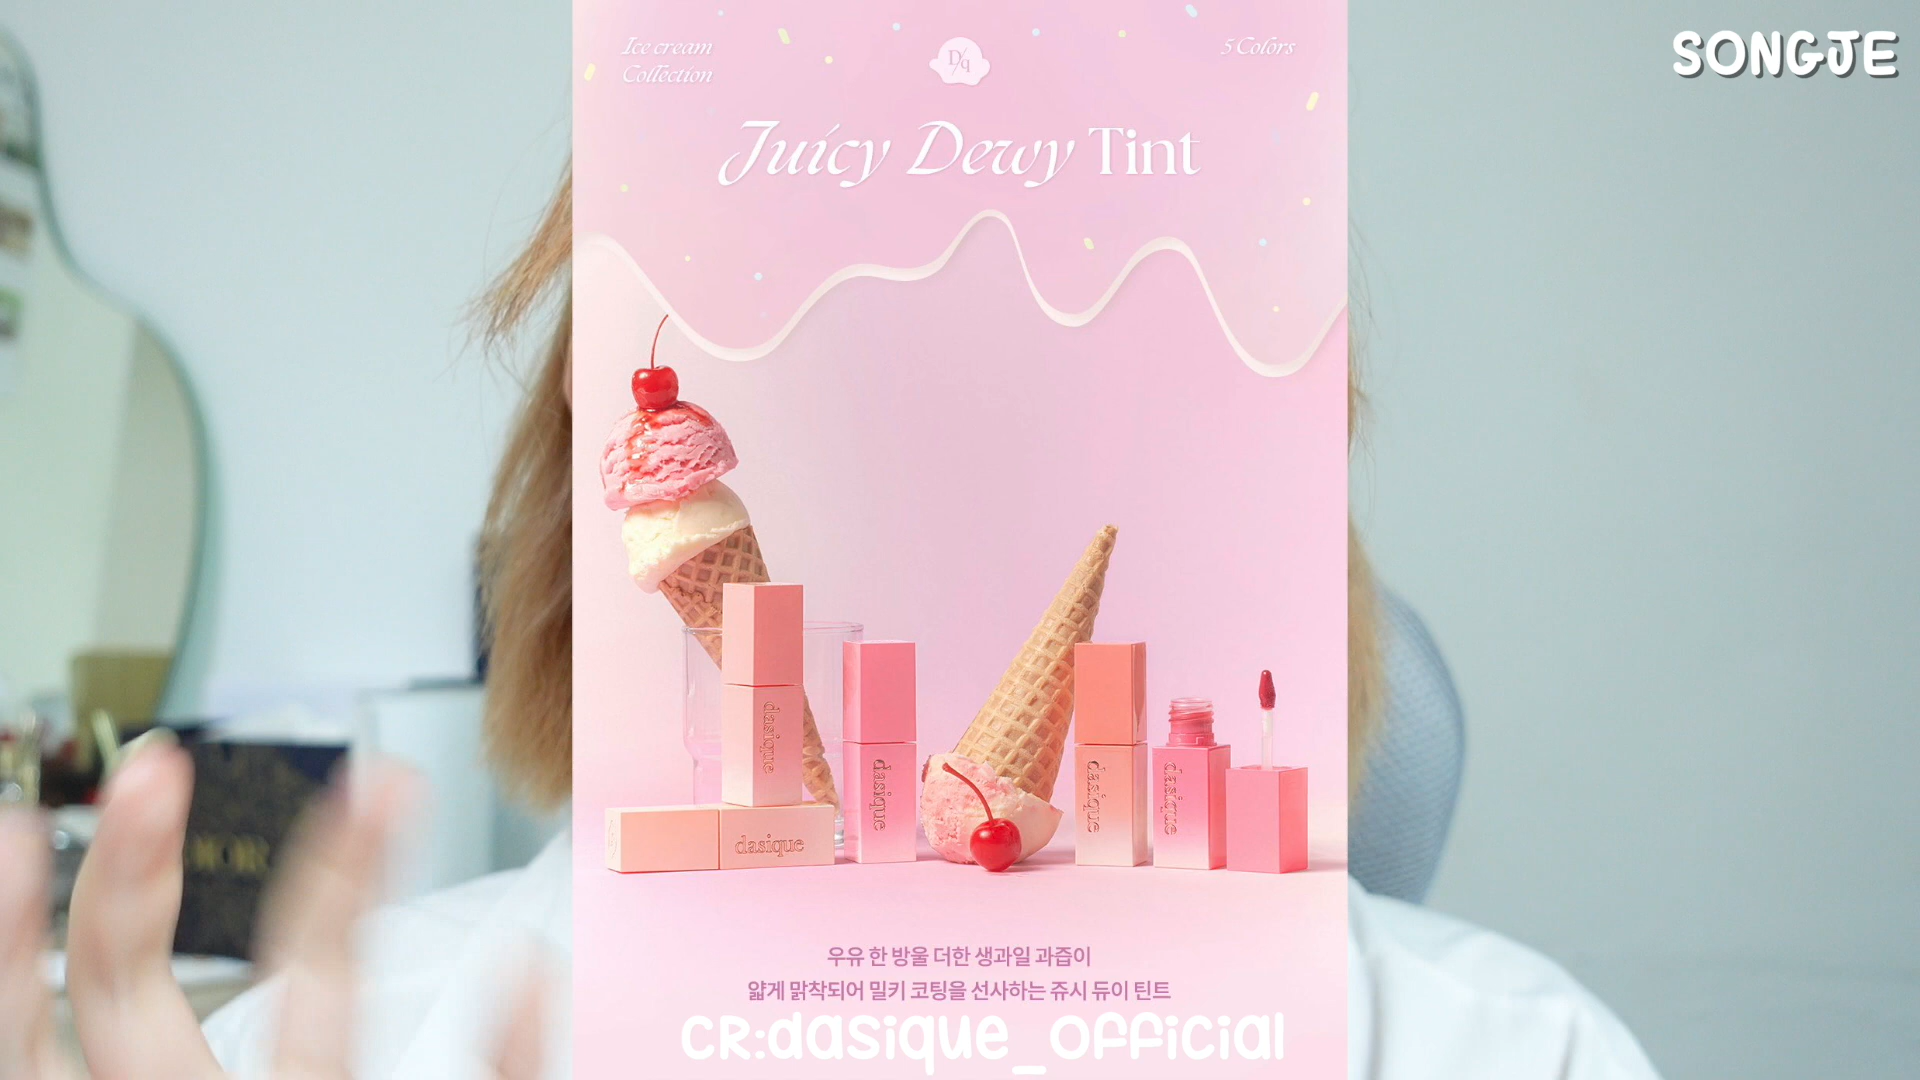 Ice cream
Collection
D/q
5 Colors
SONGJE
Juicy Dewy Tint
dasique
dasique
dasique
dasique
dasique
DIOR
우유 한 방울 더한 생과일 과즙이
얇게 맑착되어 밀키 코팅을 선사하는 쥬시 듀이 틴트
CR:dasique_official